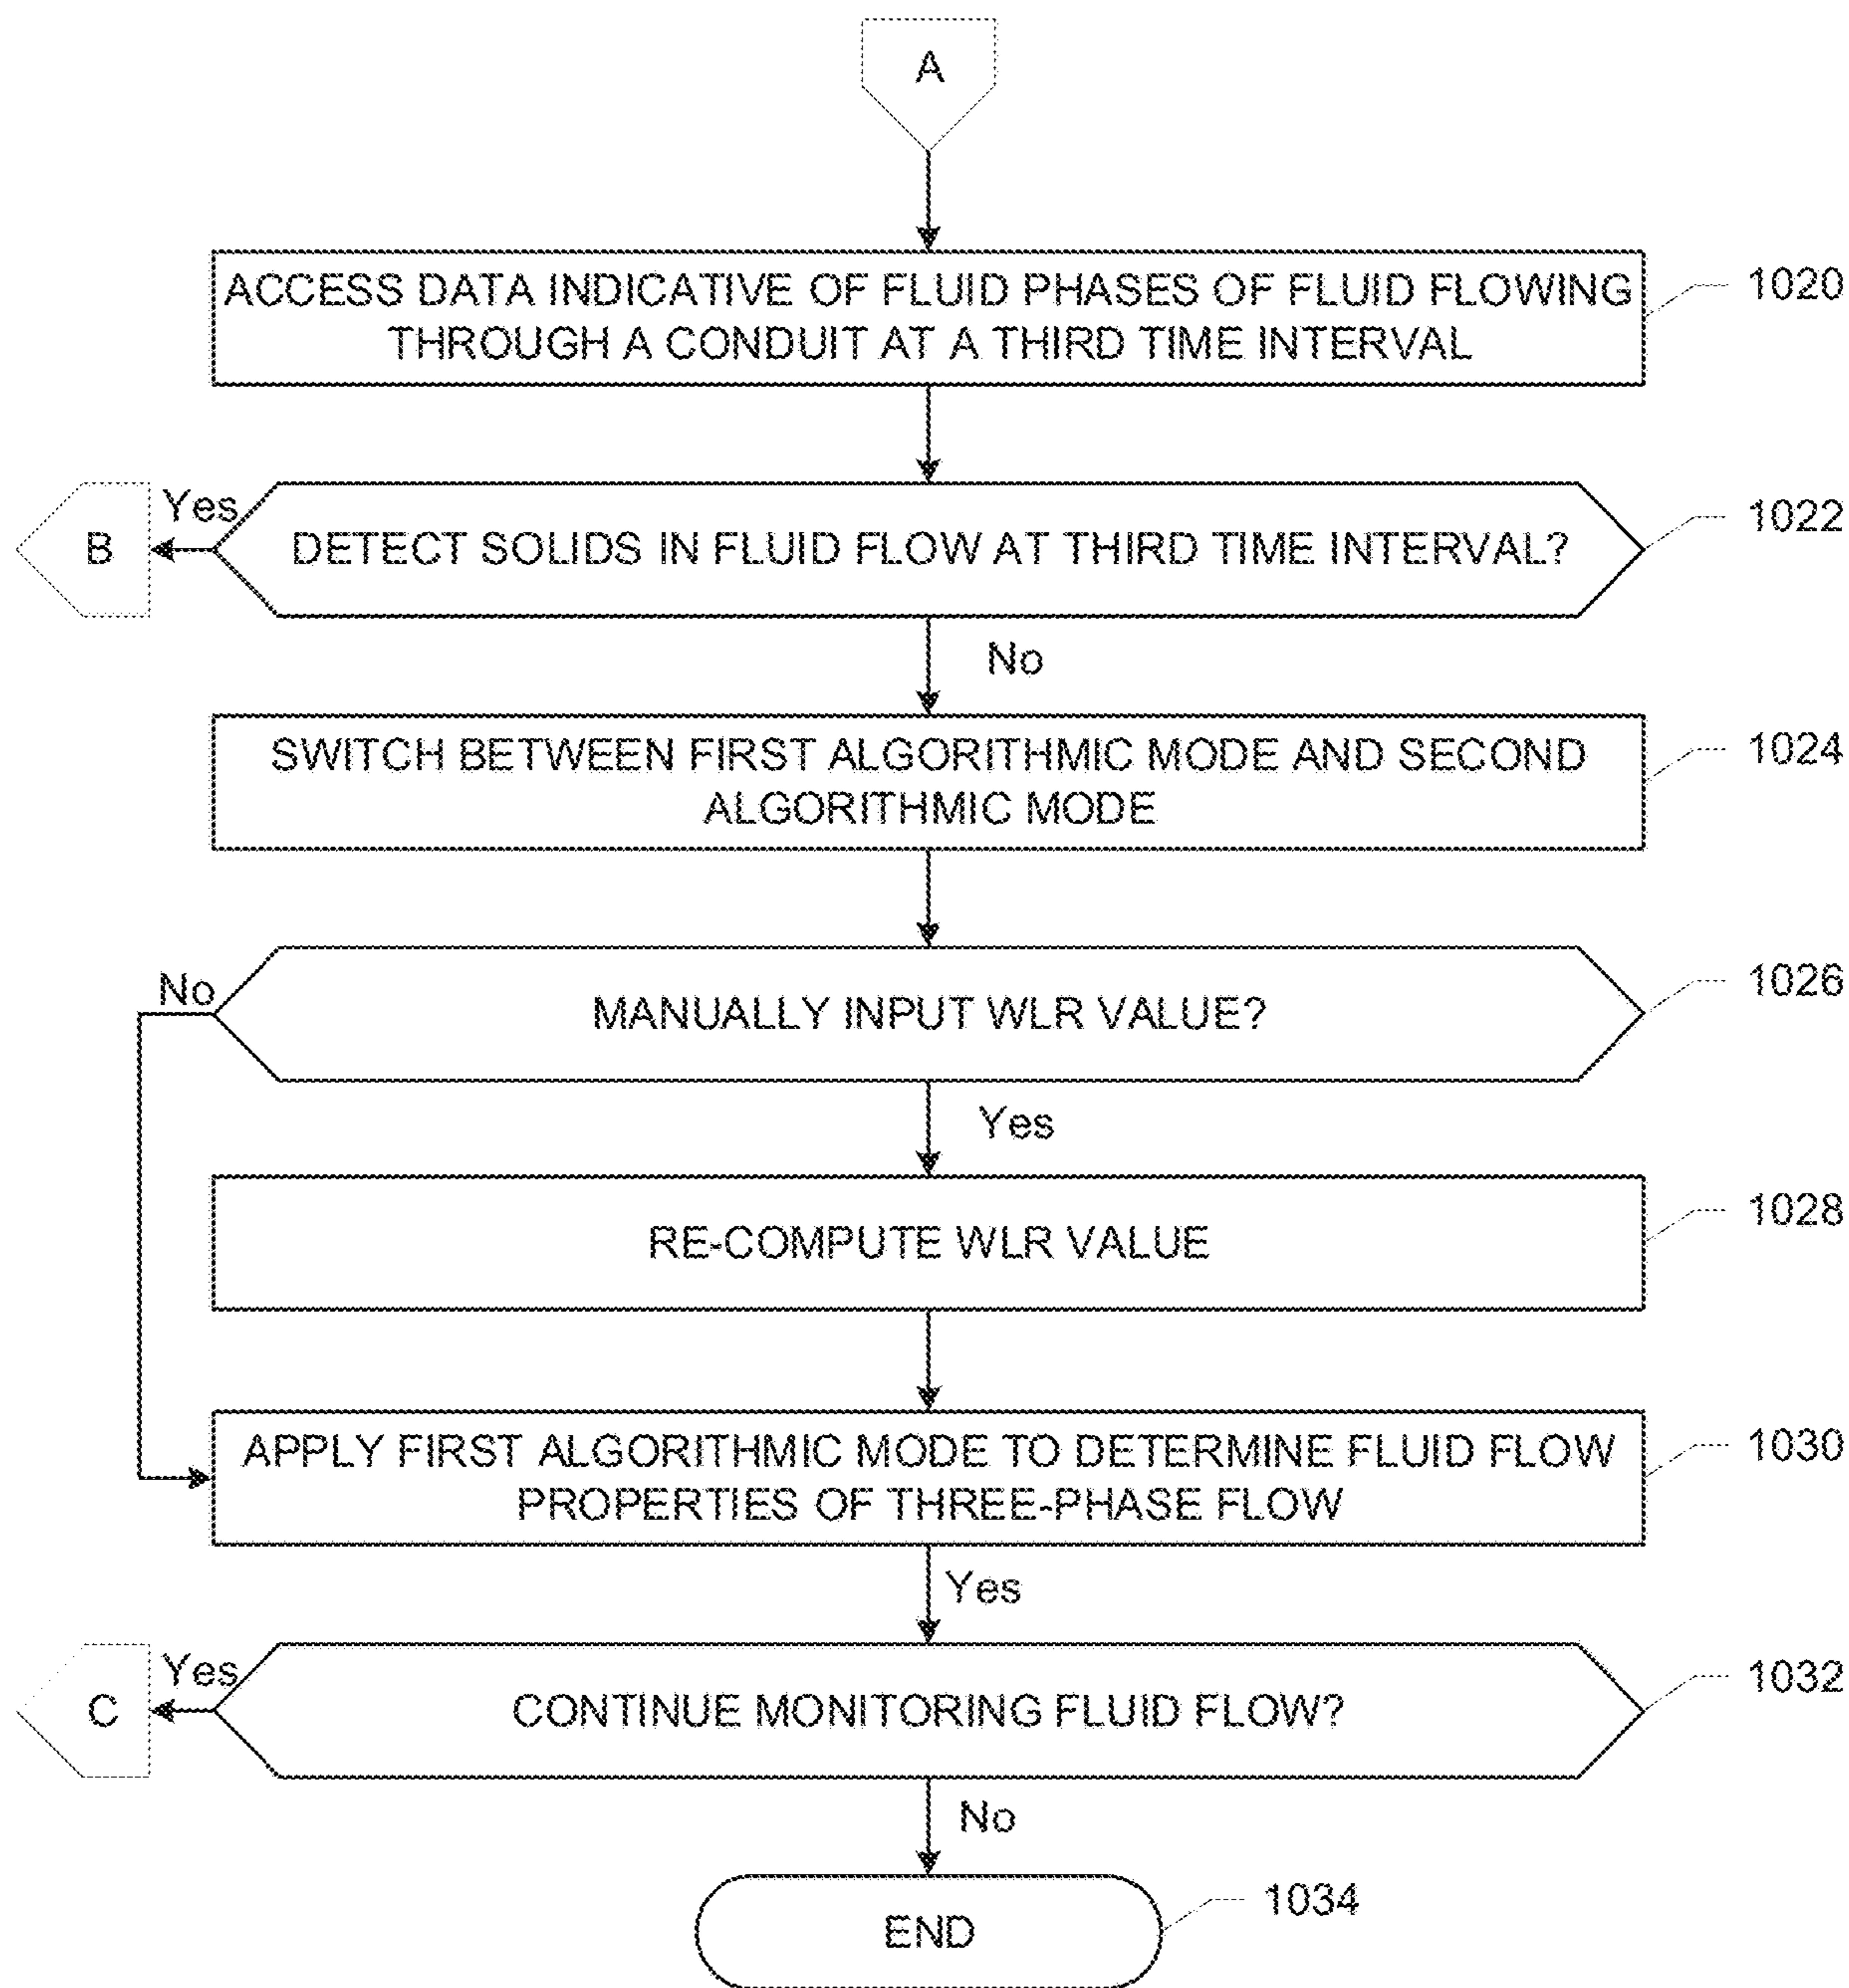 A
ACCESS DATA INDICATIVE OF FLUID PHASES OF FLUID FLOWING
THROUGH A CONDUIT AT A THIRD TIME INTERVAL
1020
B
Yes
DETECT SOLIDS IN FLUID FLOW AT THIRD TIME INTERVAL?
1022
No
SWITCH BETWEEN FIRST ALGORITHMIC MODE AND SECOND
ALGORITHMIC MODE
1024
No
MANUALLY INPUT WLR VALUE?
1026
Yes
RE-COMPUTE WLR VALUE
1028
APPLY FIRST ALGORITHMIC MODE TO DETERMINE FLUID FLOW
PROPERTIES OF THREE-PHASE FLOW
1030
Yes
C
Yes
CONTINUE MONITORING FLUID FLOW?
1032
No
END
1034